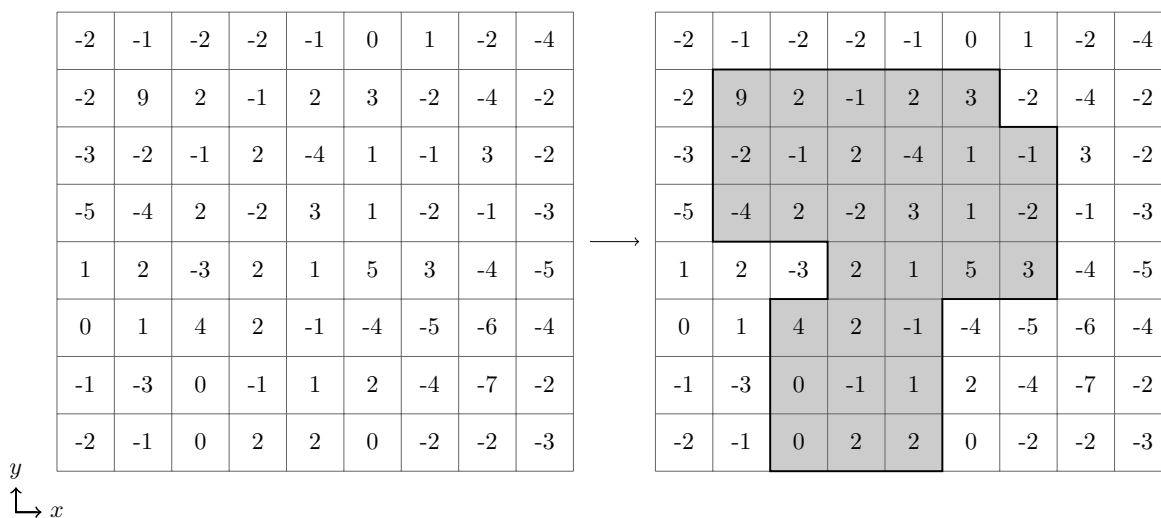 -2 -1 -2 -2 -1 0 1 -2 -4
-2 9 2 -1 2 3 -2 -4 -2
-3 -2 -1 2 -4 1 -1 3 -2
-5 -4 2 -2 3 1 -2 -1 -3
1 2 -3 2 1 5 3 -4 -5
0 1 4 2 -1 -4 -5 -6 -4
-1 -3 0 -1 1 2 -4 -7 -2
-2 -1 0 2 2 0 -2 -2 -3
y
x
-2 -1 -2 -2 -1 0 1 -2 -4
-2 9 2 -1 2 3 -2 -4 -2
-3 -2 -1 2 -4 1 -1 3 -2
-5 -4 2 -2 3 1 -2 -1 -3
1 2 -3 2 1 5 3 -4 -5
0 1 4 2 -1 -4 -5 -6 -4
-1 -3 0 -1 1 2 -4 -7 -2
-2 -1 0 2 2 0 -2 -2 -3